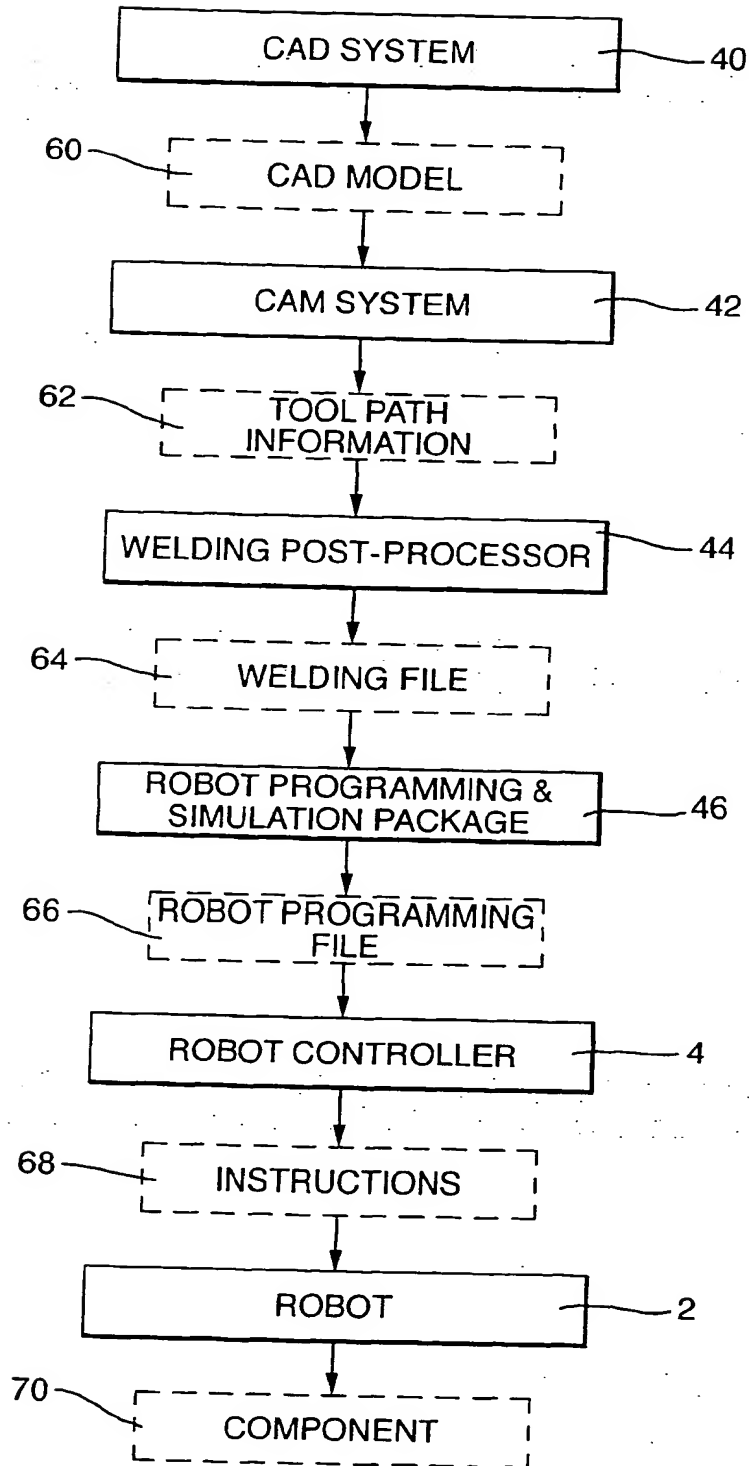 CAD SYSTEM
40
60
CAD MODEL
CAM SYSTEM
42
62
TOOL PATH
INFORMATION
WELDING POST-PROCESSOR
44
64
WELDING FILE
ROBOT PROGRAMMING &
SIMULATION PACKAGE
46
66
ROBOT PROGRAMMING
FILE
ROBOT CONTROLLER
4
68
INSTRUCTIONS
ROBOT
2
70
COMPONENT